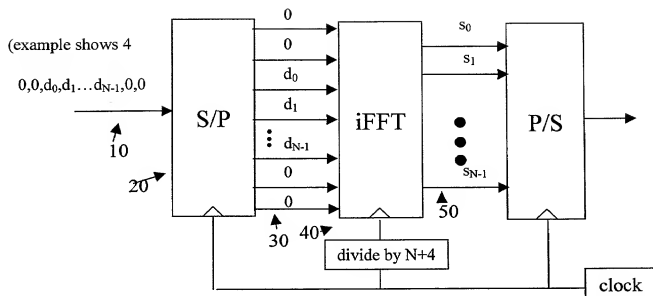 (example shows 4
0,0,d0,d1…dN-1,0,0
10
20
S/P
0
0
d0
d1
dN-1
0
0
30
40
iFFT
s0
s1
sN-1
50
P/S
divide by N+4
clock